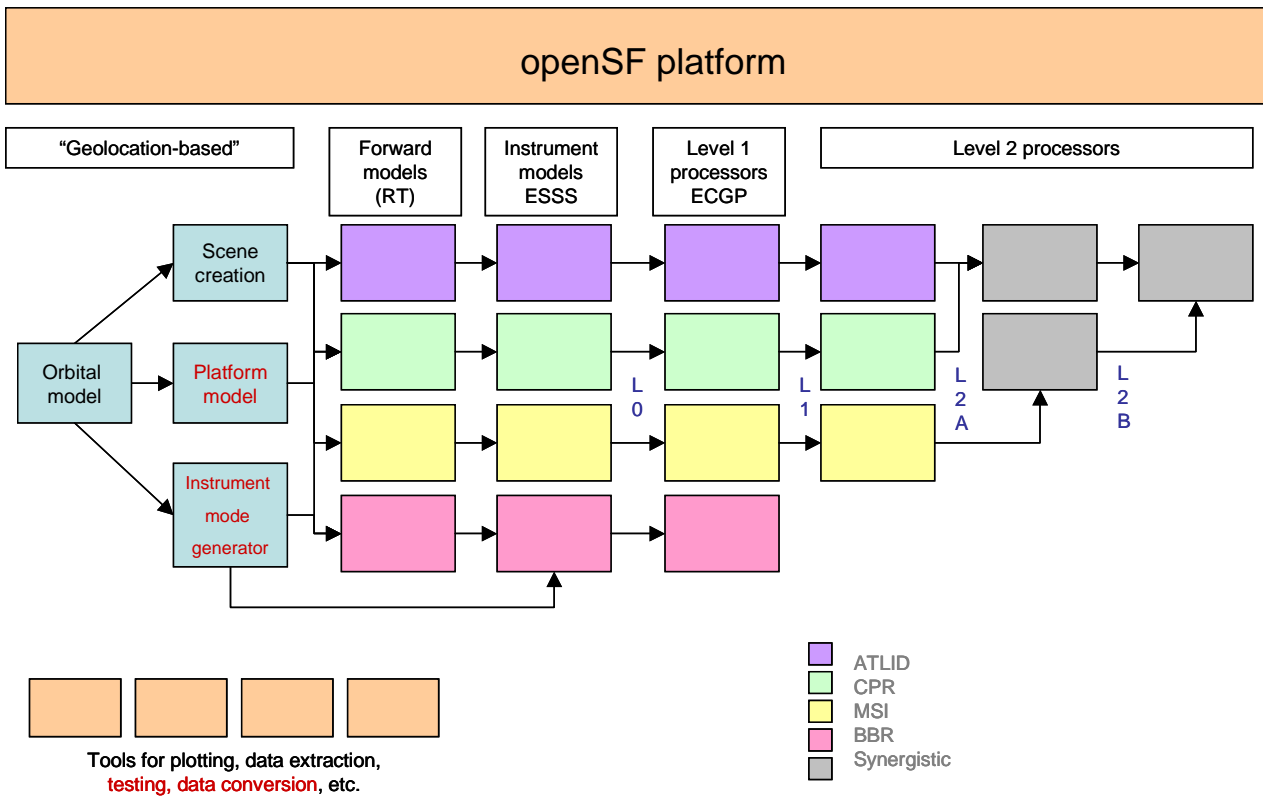 openSF platform
“Geolocation-based”
Forward
models
(RT)
Instrument
models
ESSS
Level 1
processors
ECGP
Level 2 processors
Scene
creation
Orbital
model
Platform
model
Instrument
mode
generator
L
0
L
1
L
2
A
L
2
B
ATLID
CPR
MSI
BBR
Synergistic
Tools for plotting, data extraction,
testing, data conversion, etc.